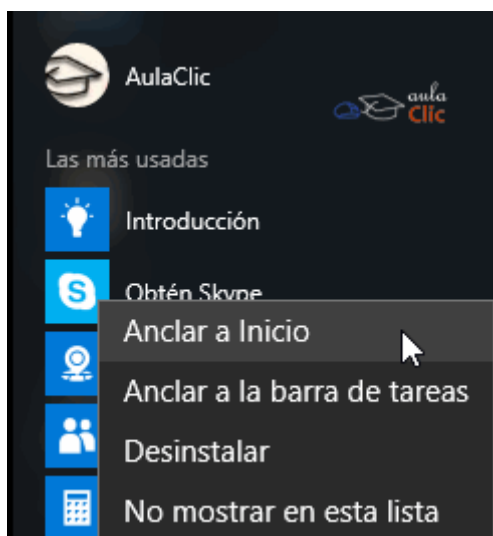 AulaClic
aula
Clic
Las más usadas
Introducción
Obtén Skype
Anclar a Inicio
Anclar a la barra de tareas
Desinstalar
No mostrar en esta lista